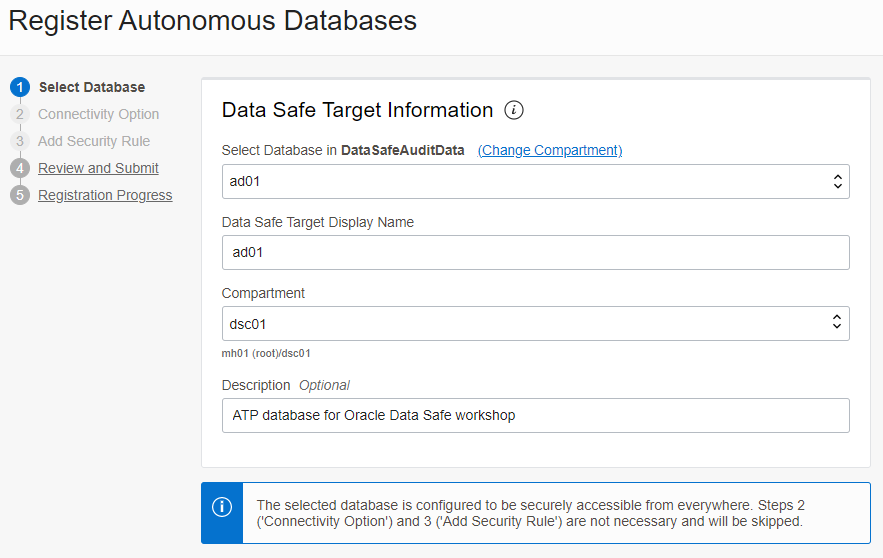 Register Autonomous Databases
1 Select Database
2 Connectivity Option
3 Add Security Rule
4 Review and Submit
5 Registration Progress
Data Safe Target Information i
Select Database in DataSafeAuditData (Change Compartment)
ad01
Data Safe Target Display Name
ad01
Compartment
dsc01
mh01 (root)/dsc01
Description Optional
ATP database for Oracle Data Safe workshop
i
The selected database is configured to be securely accessible from everywhere. Steps 2
('Connectivity Option') and 3 ('Add Security Rule') are not necessary and will be skipped.